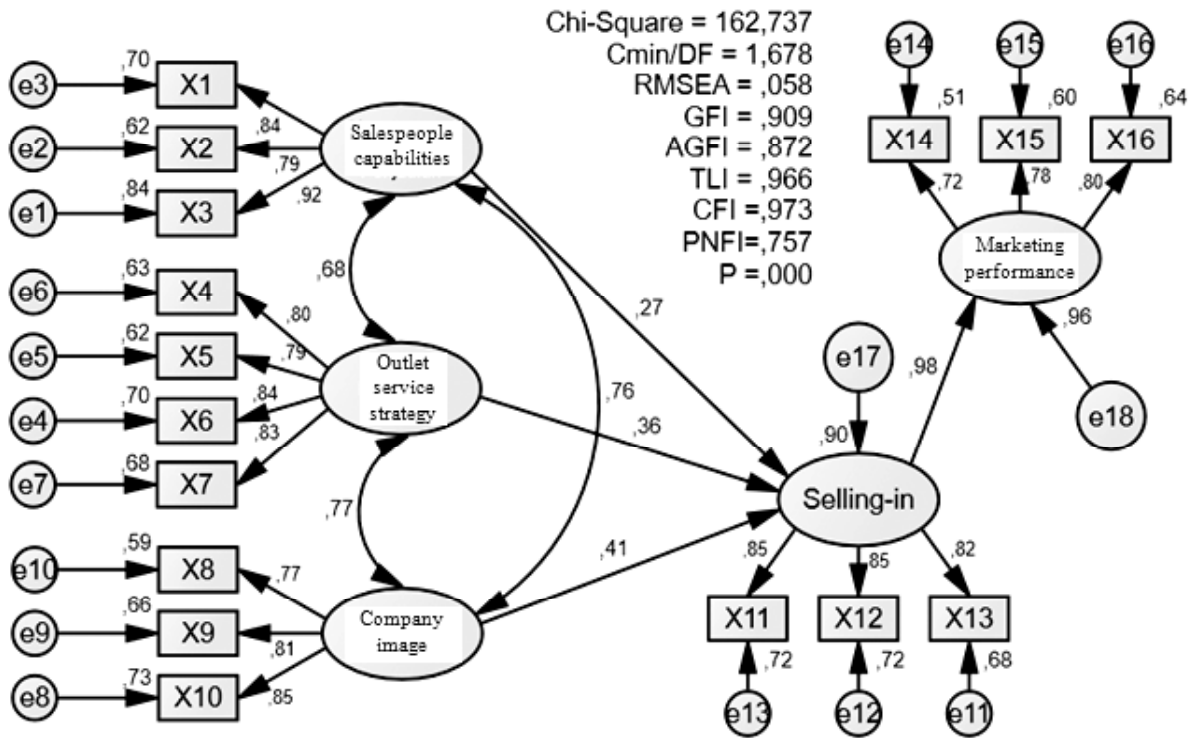 Chi-Square = 162,737
Cmin/DF = 1,678
RMSEA = ,058
GFI = ,909
AGFI = ,872
TLI = ,966
CFI = ,973
PNFI=,757
P =,000
e3
,70
X1
,84
e2
,62
X2
,79
e1
,84
X3
,92
Salespeople
capabilities
e6
,63
X4
,80
e5
,62
X5
,79
e4
,70
X6
,84
e7
,68
X7
,83
Outlet
service
strategy
e10
,59
X8
,77
e9
,66
X9
,81
e8
,73
X10
,85
Company
image
,68
,77
,76
,27
,36
,41
e17
,90
Selling-in
,98
e18
,96
Marketing
performance
e14
e15
e16
,51
,60
,64
X14
X15
X16
,72
,78
,80
,85
,85
,82
X11
X12
X13
,72
,72
,68
e13
e12
e11